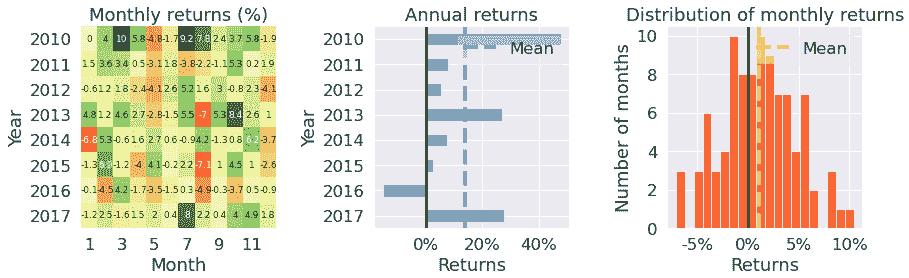 Monthly returns (%)
Year
2010 0 4 10 5.8 -4.8 -1.7 9.2 7.6 2.4 3.7 5.8 -1.9
2011 1.5 3.6 3.4 0.5 -3.1 1.8 -3.8 -2.2 -1.1 5.3 0.2 1.9
2012 -0.6 1.2 1.8 -2.4 -4.1 2.6 5.2 1.6 3 -0.8 2.3 -4.1
2013 4.8 1.2 4.6 2.7 -2.8 -1.5 5.5 -7 5.3 8.4 2.6 1
2014 -6.8 5.3 -0.6 1.6 2.7 0.6 -0.9 4.2 -1.3 0.8 -3.7
2015 -1.3 -1.2 -4 4.1 -0.2 2.2 -7.1 1 4.5 1 -2.6
2016 -0.1 -4.5 4.2 -1.7 -3.5 -1.5 0.3 -4.9 -0.3 -3.7 0.5 -0.9
2017 -1.2 2.5 -1.6 1.5 2 0.4 8 2.2 0.4 4 4.9 1.8
1 3 5 7 9 11
Month
Annual returns
Year
2010
2011
2012
2013
2014
2015
2016
2017
Mean
0% 20% 40%
Returns
Distribution of monthly returns
Number of months
10
8
6
4
2
0
Mean
-5% 0% 5% 10%
Returns